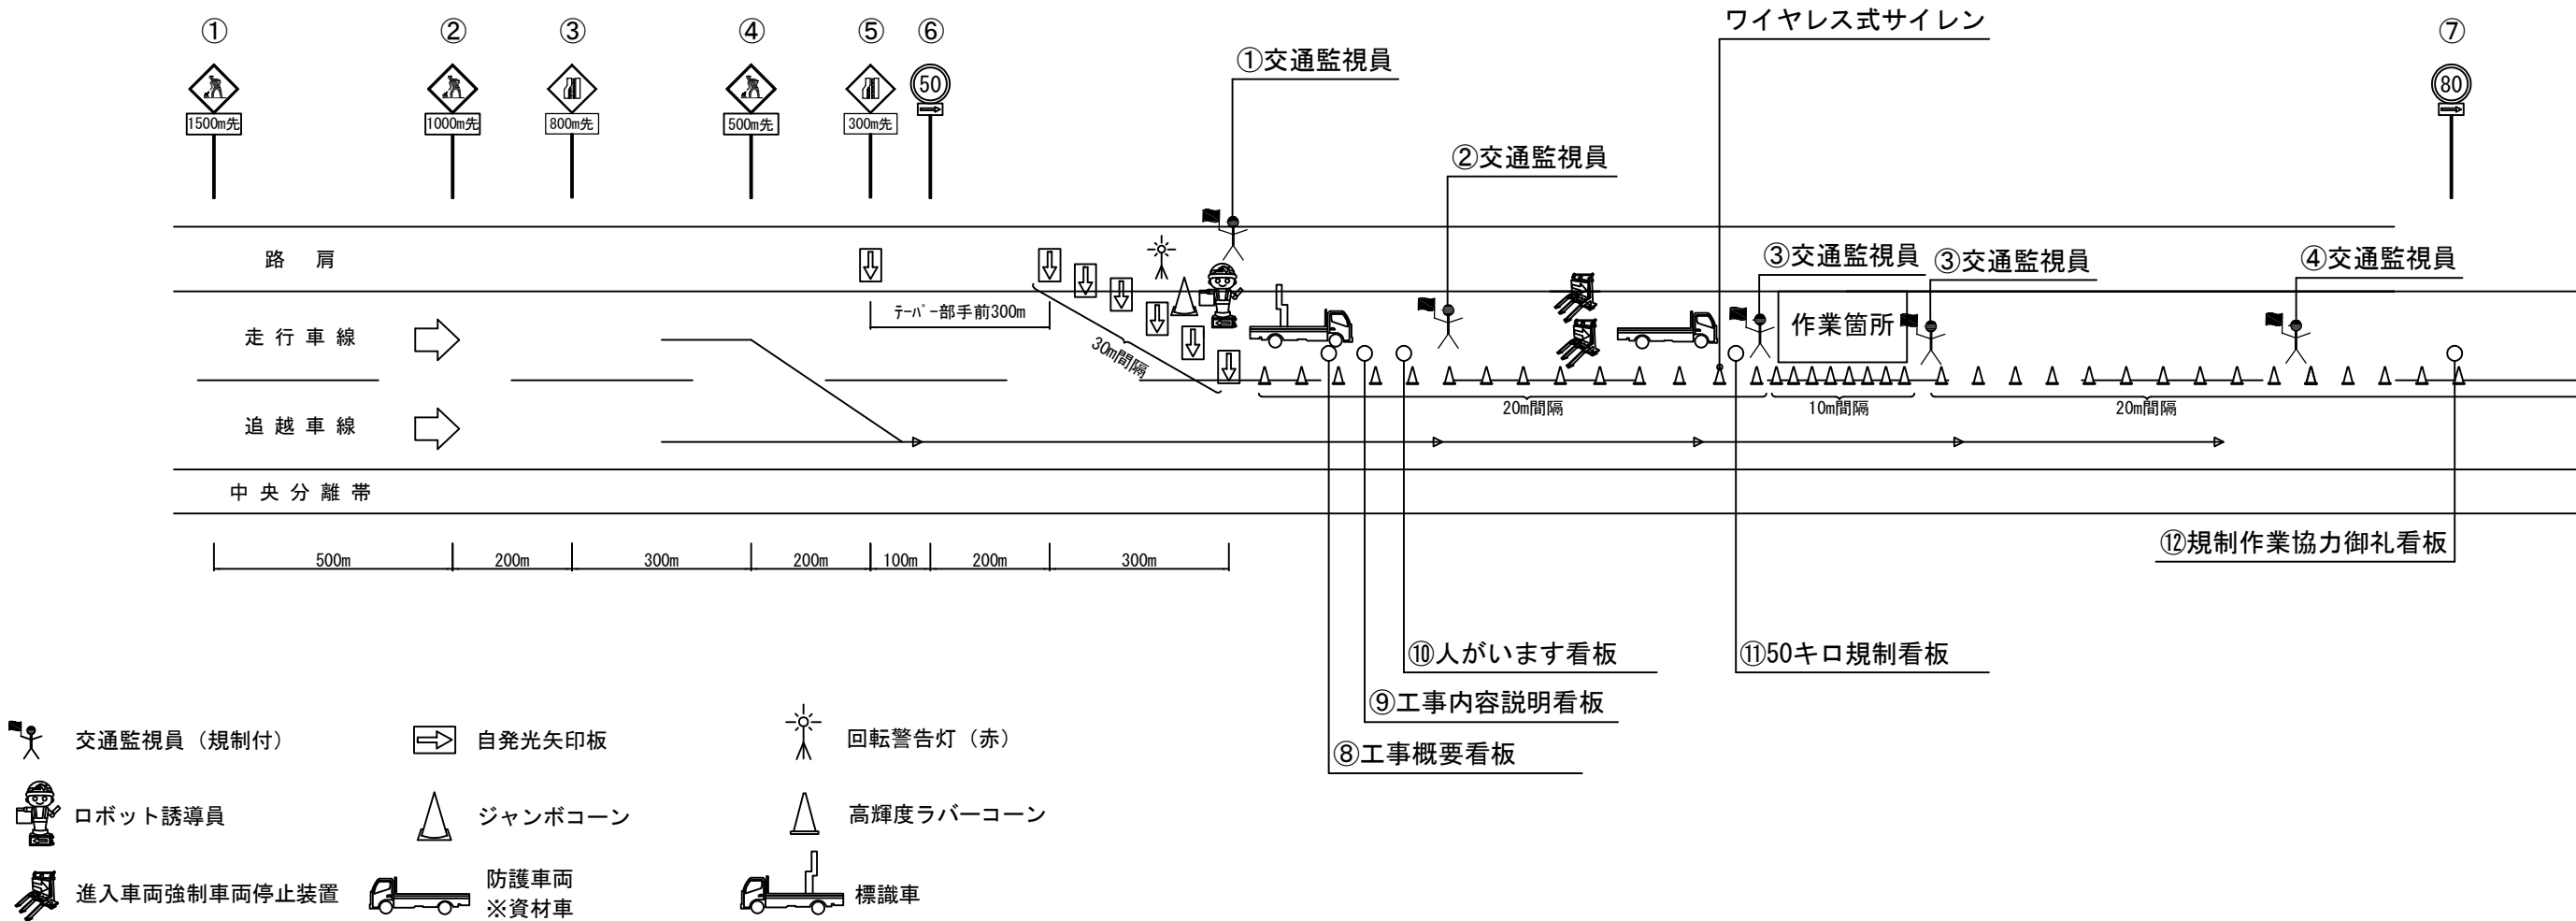 ① ② ③ ④ ⑤ ⑥ ⑦
ワイヤレス式サイレン
50
80
1500m先 1000m先 800m先 500m先 300m先
①交通監視員
②交通監視員
③交通監視員
③交通監視員
④交通監視員
路肩
テーパー部手前300m
走行車線
作業箇所
30m間隔
20m間隔
10m間隔
20m間隔
追越車線
中央分離帯
500m 200m 300m 200m 100m 200m 300m
⑫規制作業協力御礼看板
⑩人がいます看板
⑪50キロ規制看板
⑨工事内容説明看板
⑧工事概要看板
交通監視員（規制付）
自発光矢印板
回転警告灯（赤）
ロボット誘導員
ジャンボコーン
高輝度ラバーコーン
進入車両強制車両停止装置
防護車両
※資材車
標識車